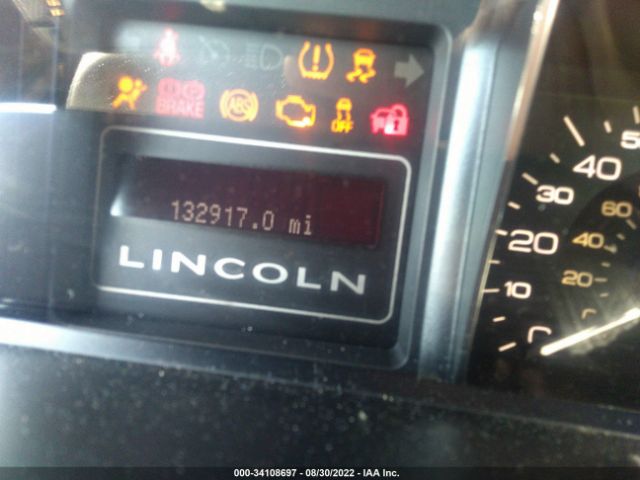 BRAKE ABS OFF
132917.0 mi
LINCOLN
0 10 20 30 40 50
20 40 60
000-34108697 - 08/30/2022 - IAA Inc.